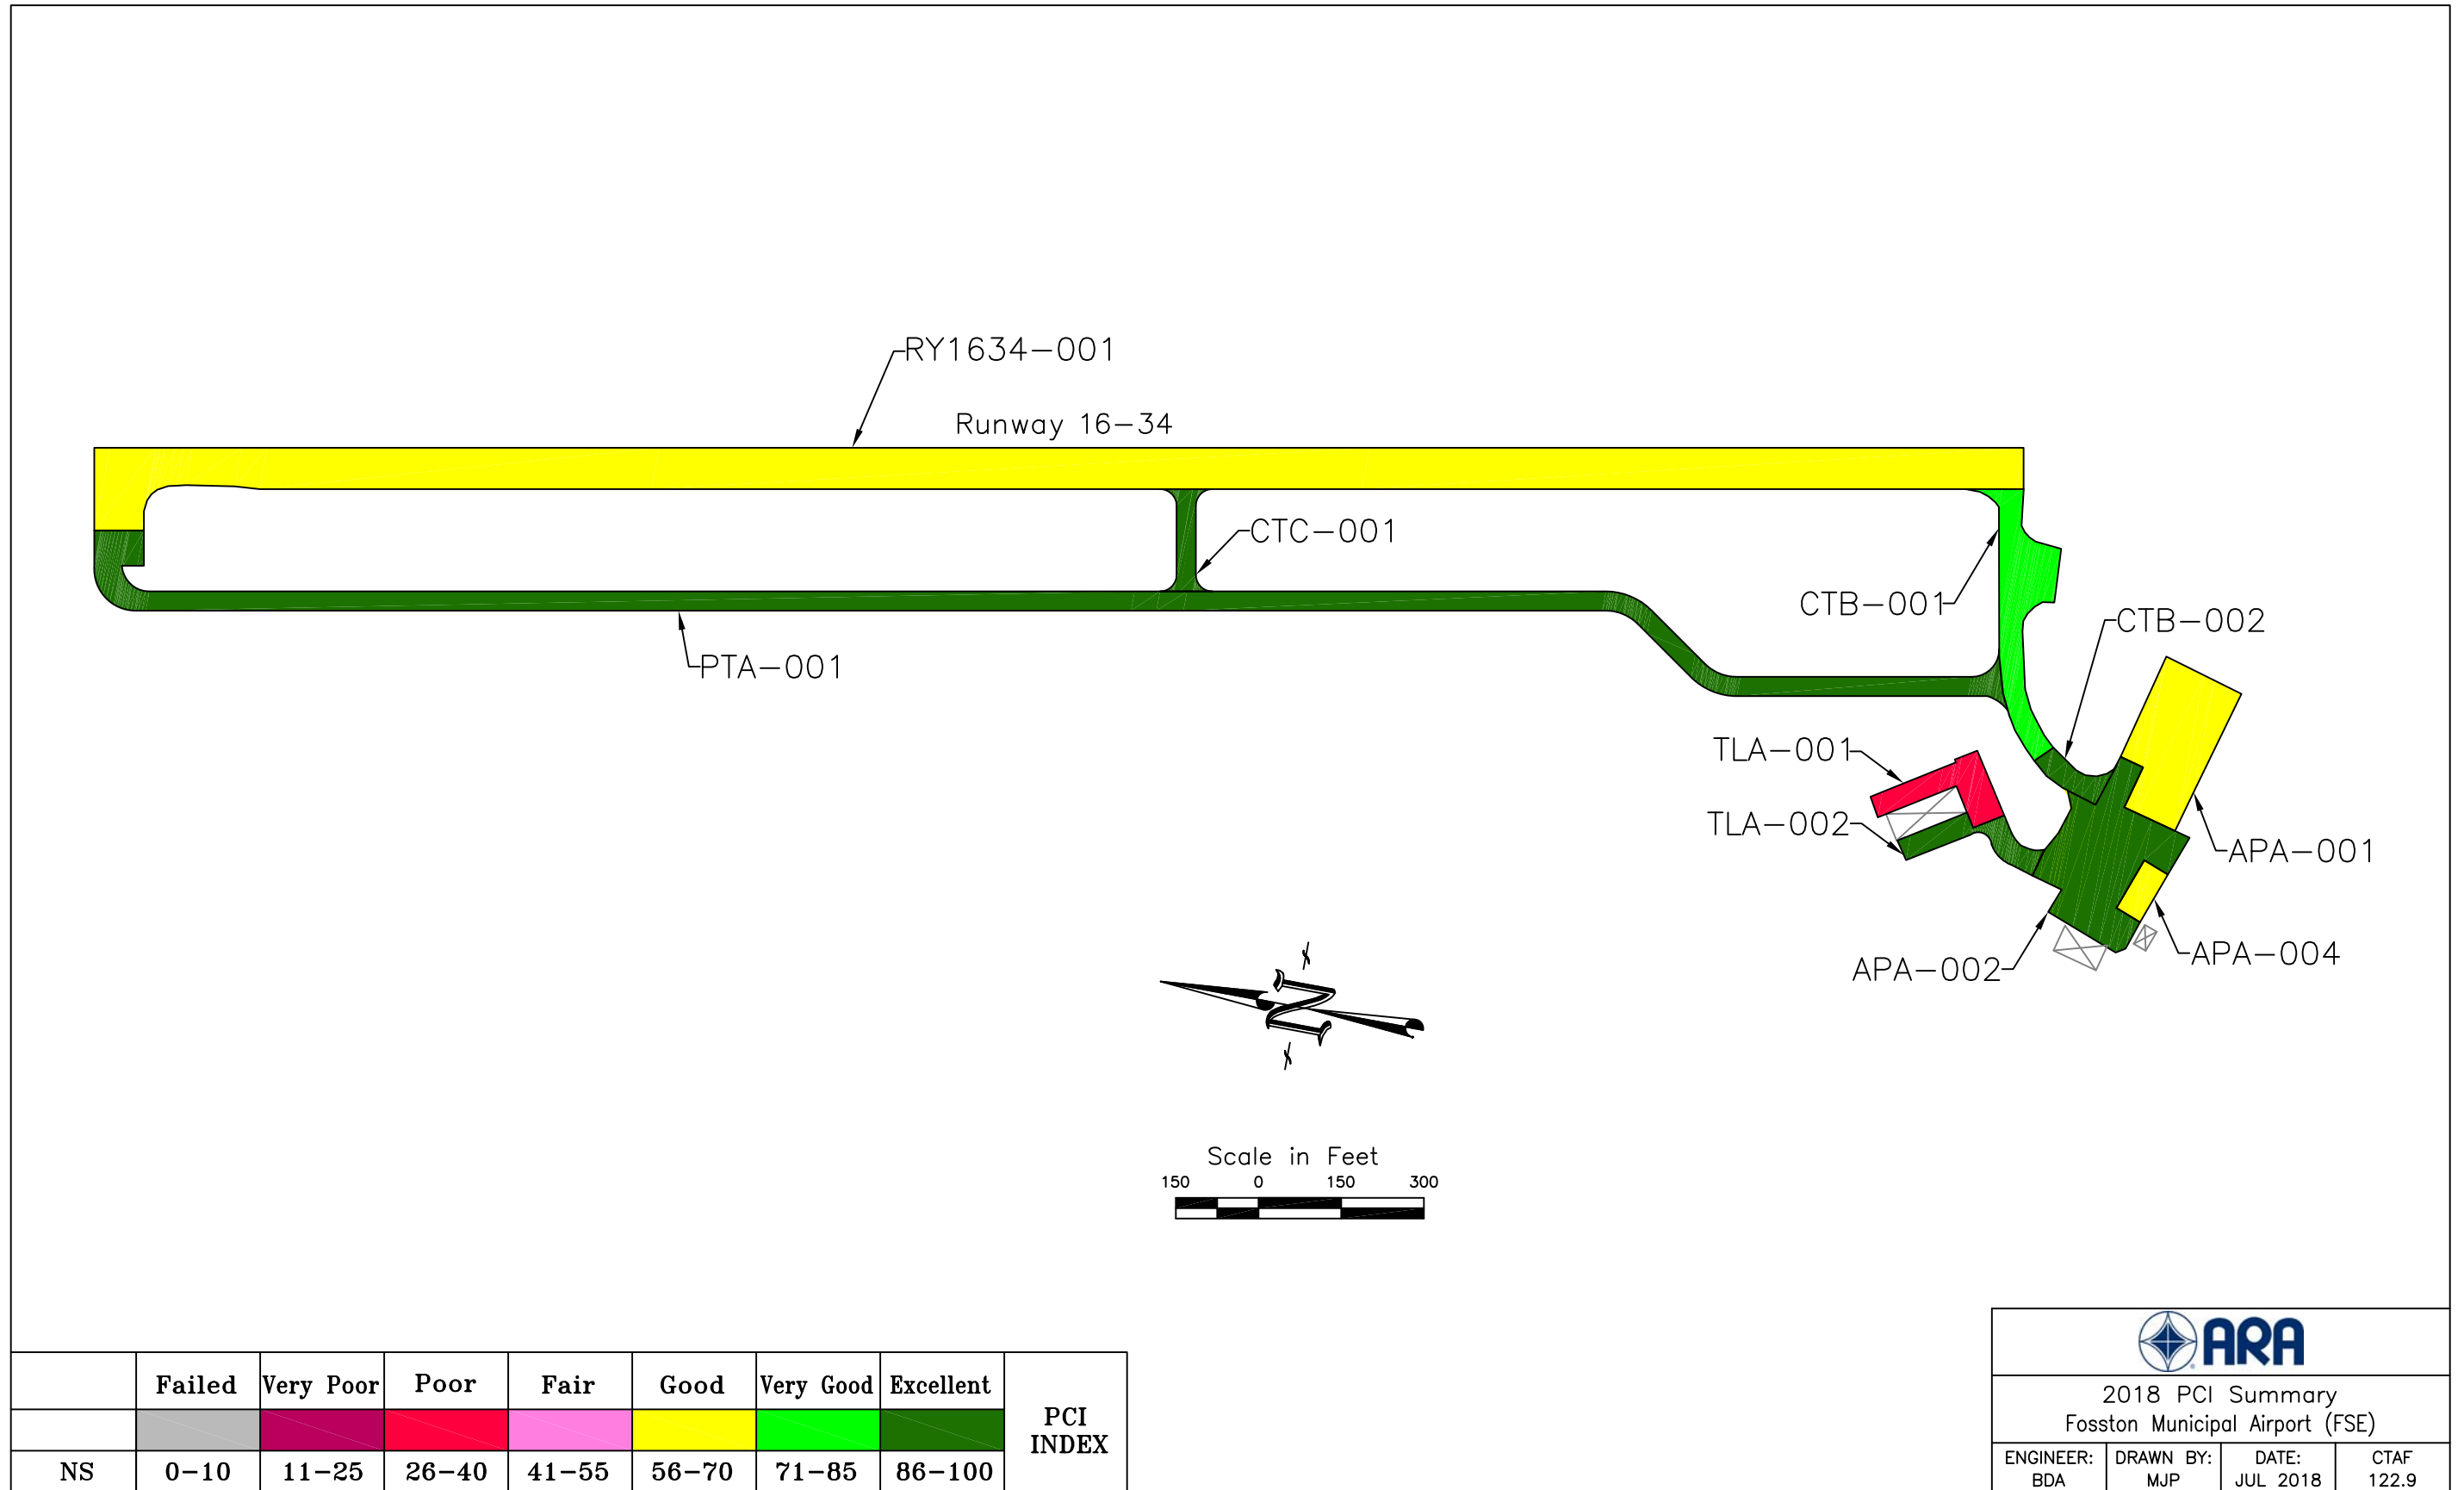 RY1634-001
Runway 16-34
CTC-001
CTB-001
CTB-002
PTA-001
TLA-001
TLA-002
APA-001
APA-004
APA-002
N
Scale in Feet
150 0 150 300
Failed Very Poor Poor Fair Good Very Good Excellent
PCI
INDEX
NS 0-10 11-25 26-40 41-55 56-70 71-85 86-100
ARA
2018 PCI Summary
Fosston Municipal Airport (FSE)
ENGINEER: DRAWN BY: DATE: CTAF
BDA MJP JUL 2018 122.9